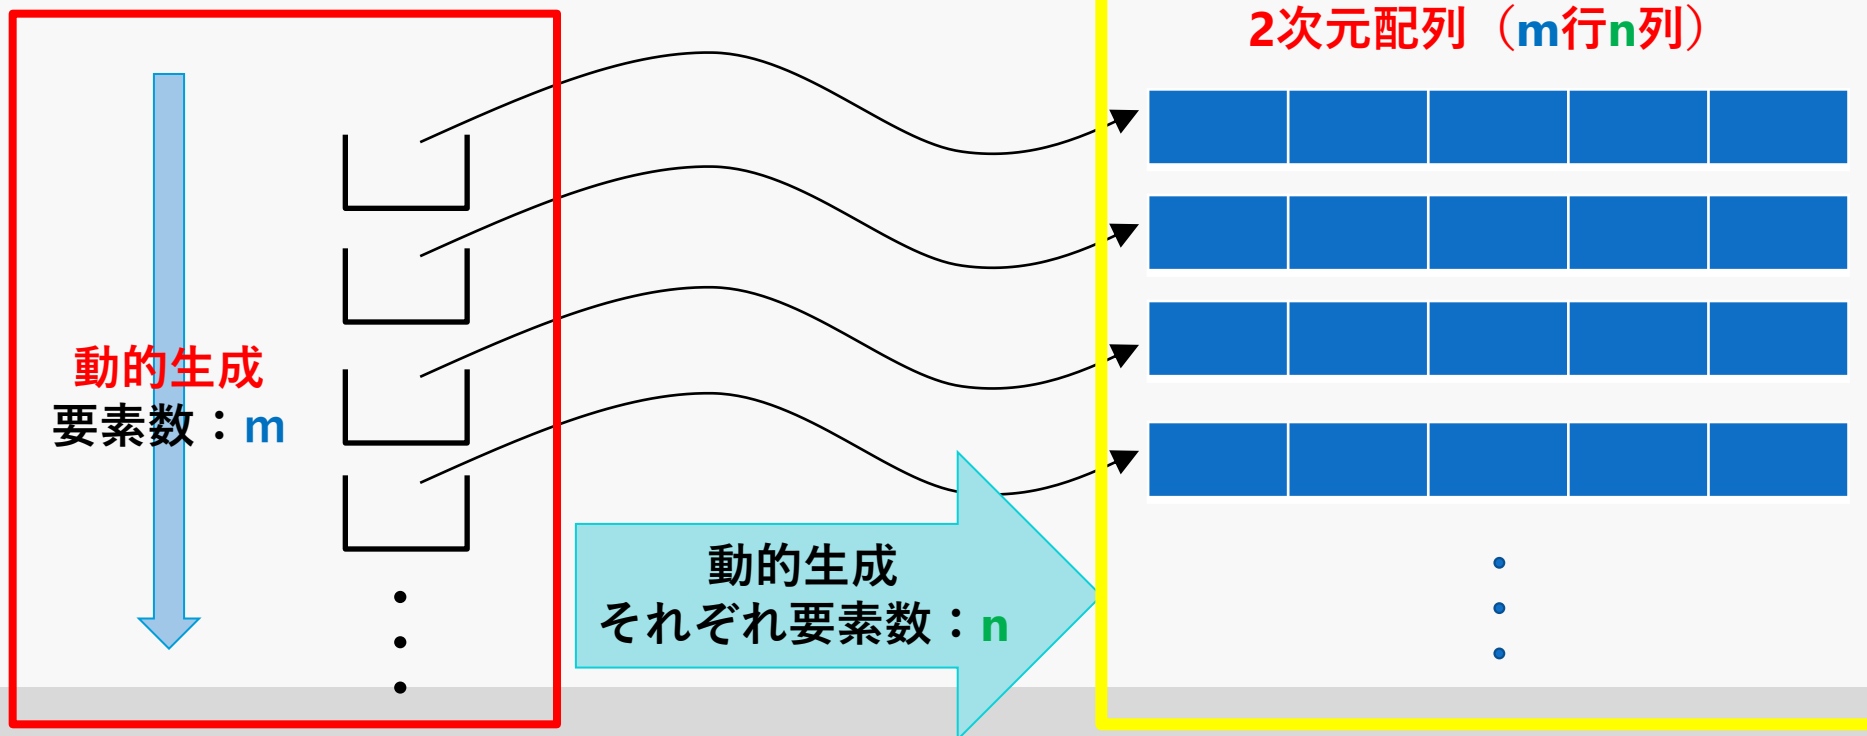 2次元配列（m行n列）
動的生成
要素数：m
動的生成
それぞれ要素数：n